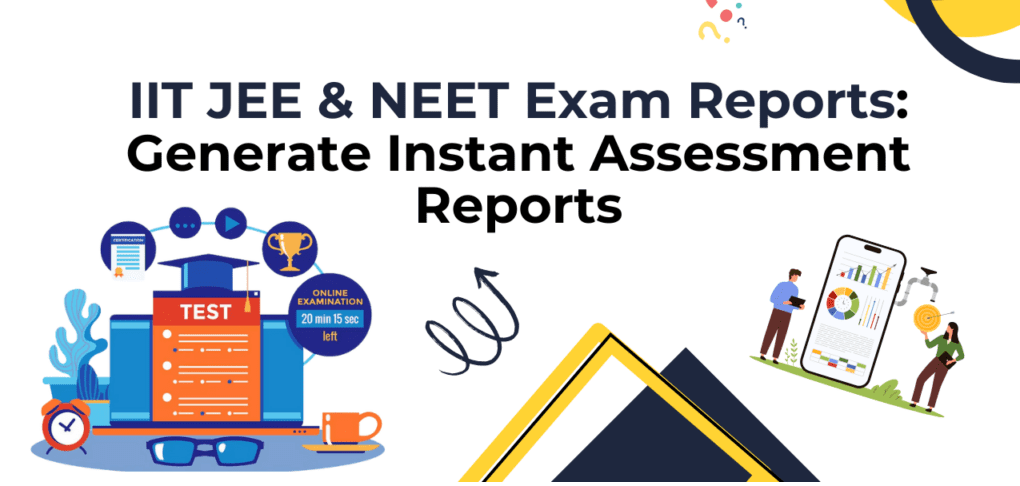 IIT JEE & NEET Exam Reports:
Generate Instant Assessment
Reports
CERTIFICATION
ONLINE
EXAMINATION
20 min 15 sec
left
TEST